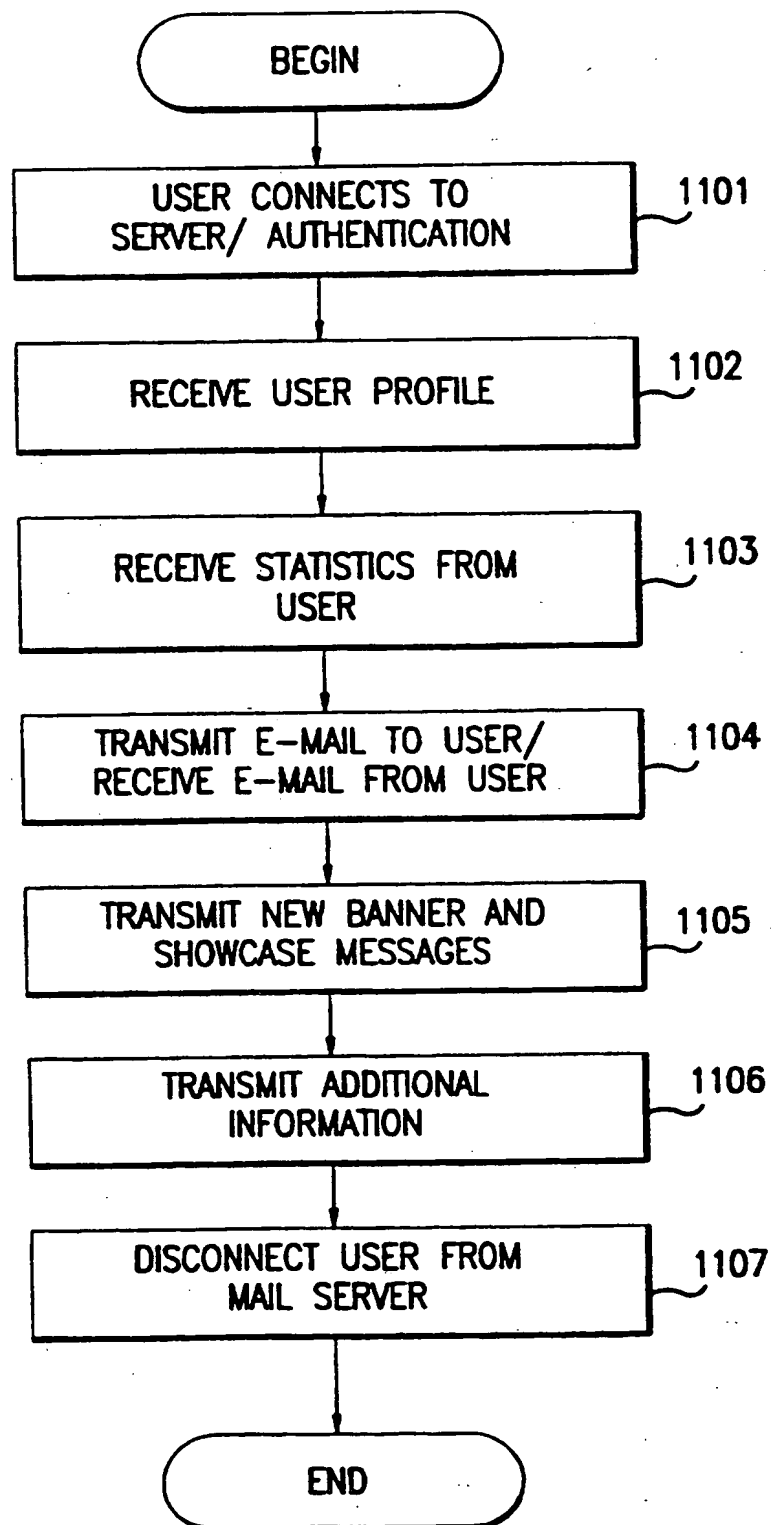 BEGIN
USER CONNECTS TO
SERVER/ AUTHENTICATION
1101
RECEIVE USER PROFILE
1102
RECEIVE STATISTICS FROM
USER
1103
TRANSMIT E-MAIL TO USER/
RECEIVE E-MAIL FROM USER
1104
TRANSMIT NEW BANNER AND
SHOWCASE MESSAGES
1105
TRANSMIT ADDITIONAL
INFORMATION
1106
DISCONNECT USER FROM
MAIL SERVER
1107
END